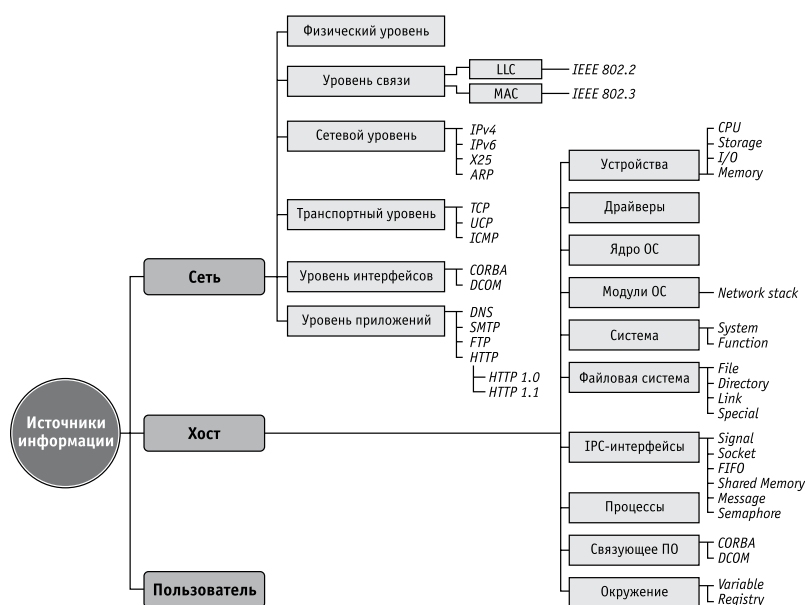 Источники
информации
Сеть
Физический уровень
Уровень связи
LLC
IEEE 802.2
MAC
IEEE 802.3
Сетевой уровень
IPv4
IPv6
X25
ARP
Транспортный уровень
TCP
UCP
ICMP
Уровень интерфейсов
CORBA
DCOM
Уровень приложений
DNS
SMTP
FTP
HTTP
HTTP 1.0
HTTP 1.1
Хост
Устройства
CPU
Storage
I/O
Memory
Драйверы
Ядро ОС
Модули ОС
Network stack
Система
System
Function
Файловая система
File
Directory
Link
Special
IPC-интерфейсы
Signal
Socket
FIFO
Shared Memory
Message
Semaphore
Процессы
Связующее ПО
CORBA
DCOM
Окружение
Variable
Registry
Пользователь